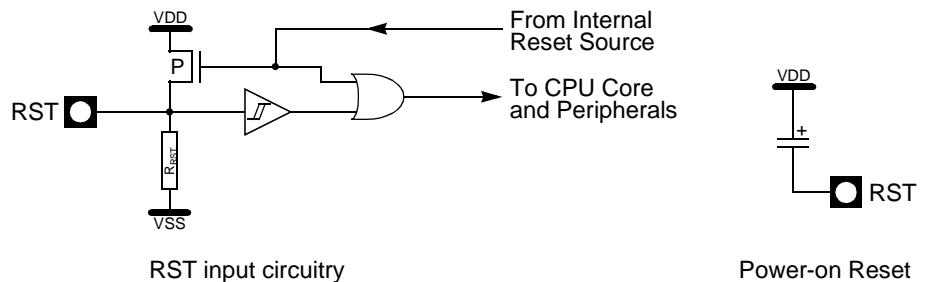 VDD
From Internal
Reset Source
P
To CPU Core
and Peripherals
RST
RRST
VSS
RST input circuitry
VDD
+
RST
Power-on Reset